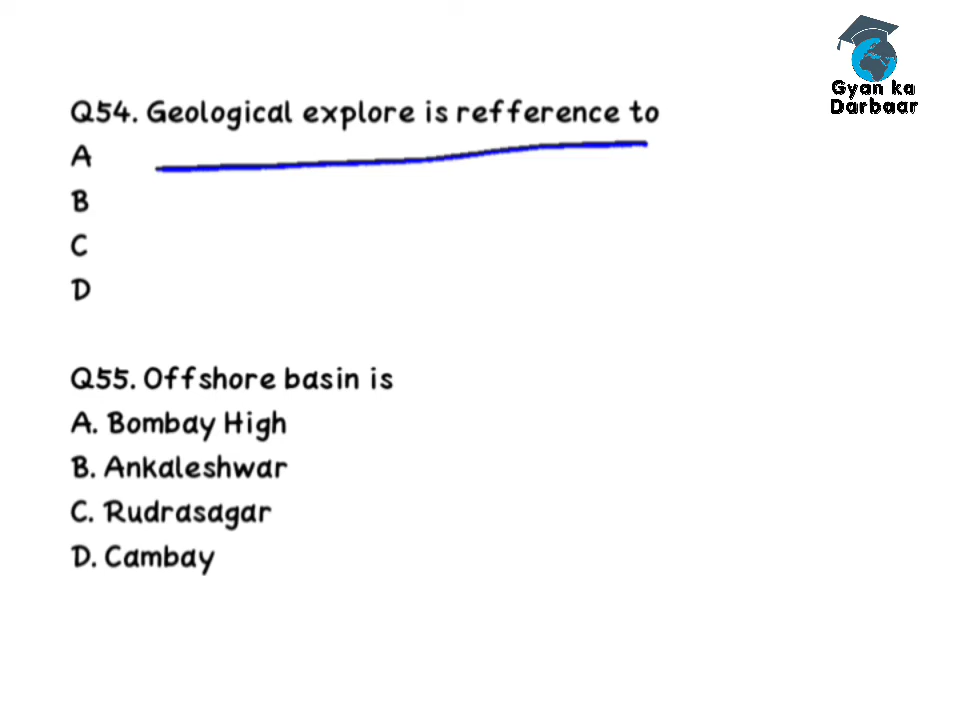 Gyan ka
Darbaar
Q54. Geological explore is refference to
A
B
C
D
Q55. Offshore basin is
A. Bombay High
B. Ankaleshwar
C. Rudrasagar
D. Cambay